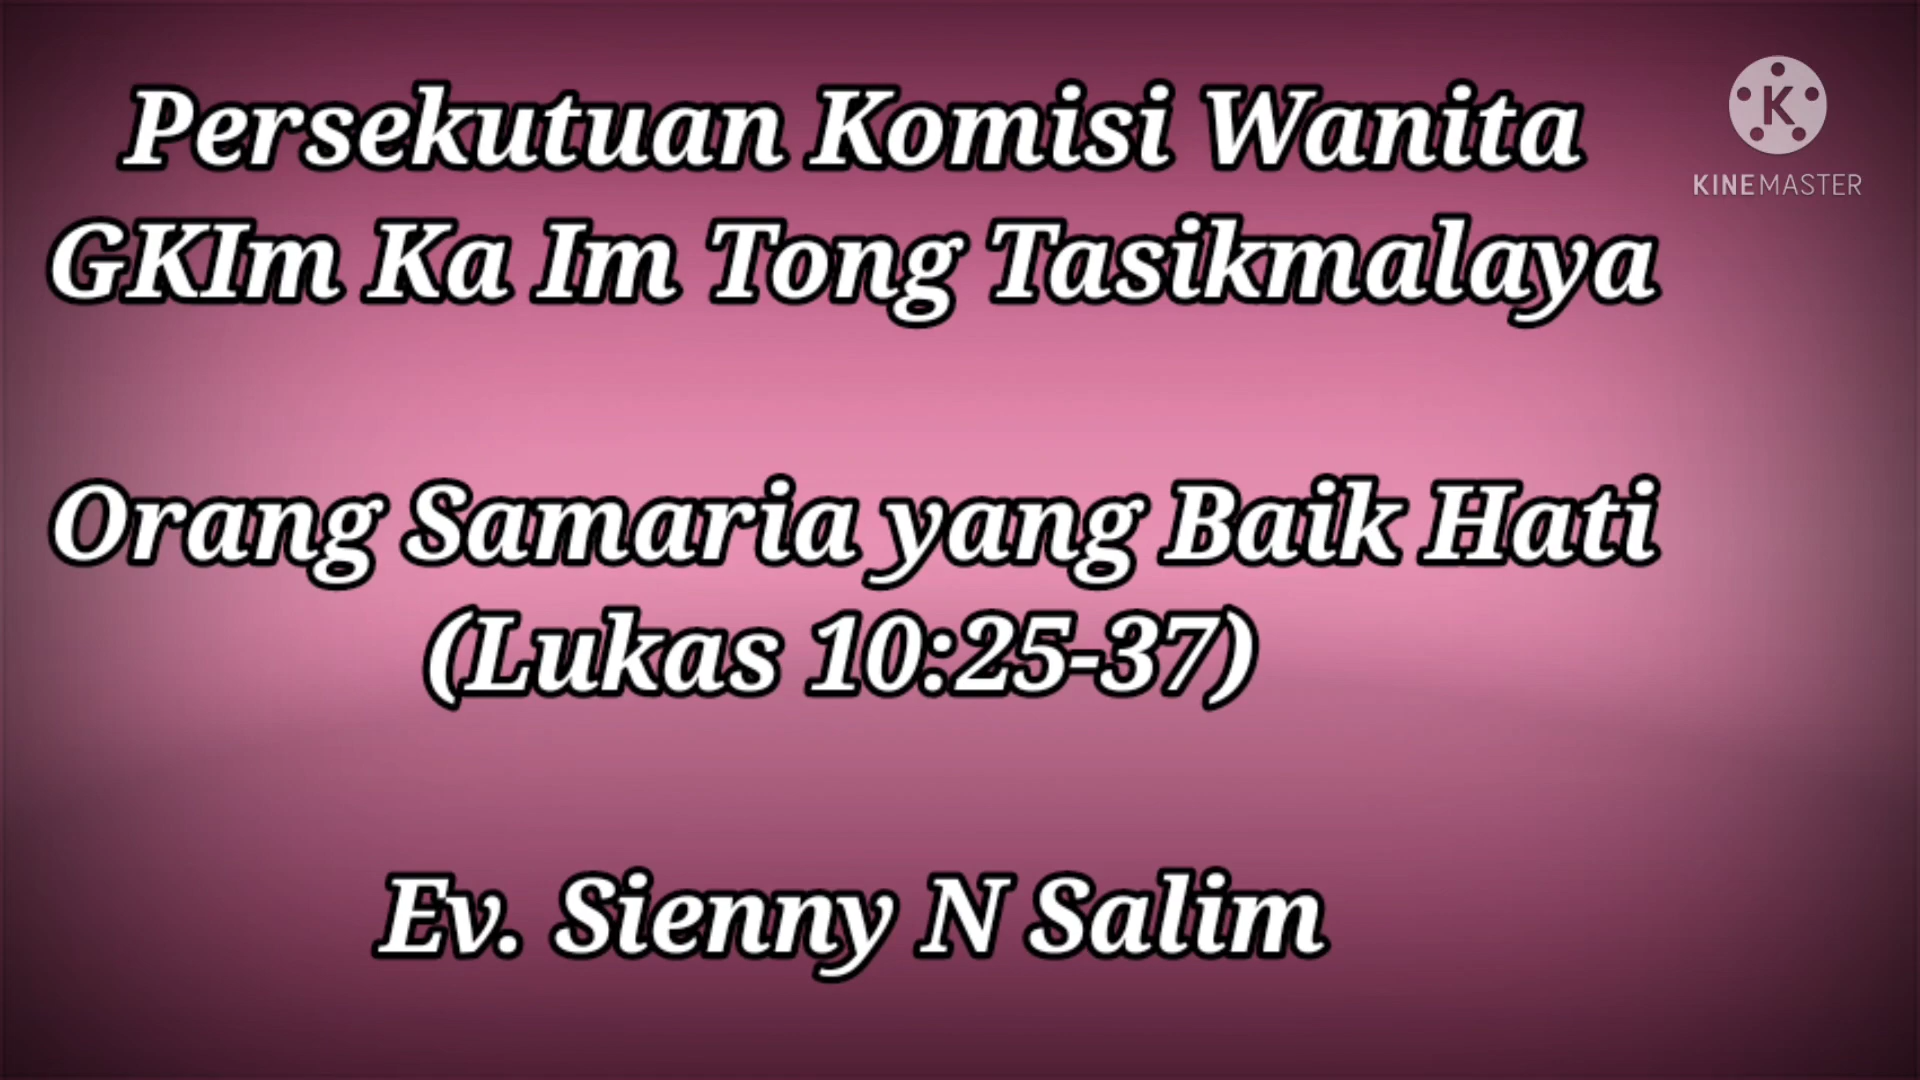 Persekutuan Komisi Wanita
GKIm Ka Im Tong Tasikmalaya
Orang Samaria yang Baik Hati
(Lukas 10:25-37)
Ev. Sienny N Salim
K
KINEMASTER